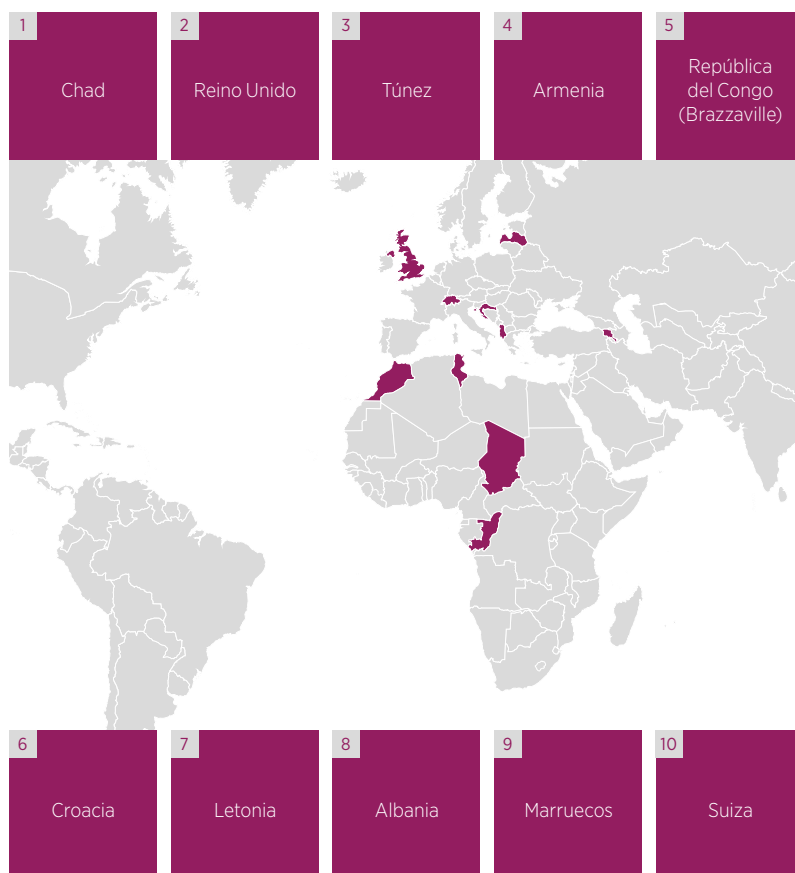 1
Chad
2
Reino Unido
3
Túnez
4
Armenia
5
República
del Congo
(Brazzaville)
6
Croacia
7
Letonia
8
Albania
9
Marruecos
10
Suiza